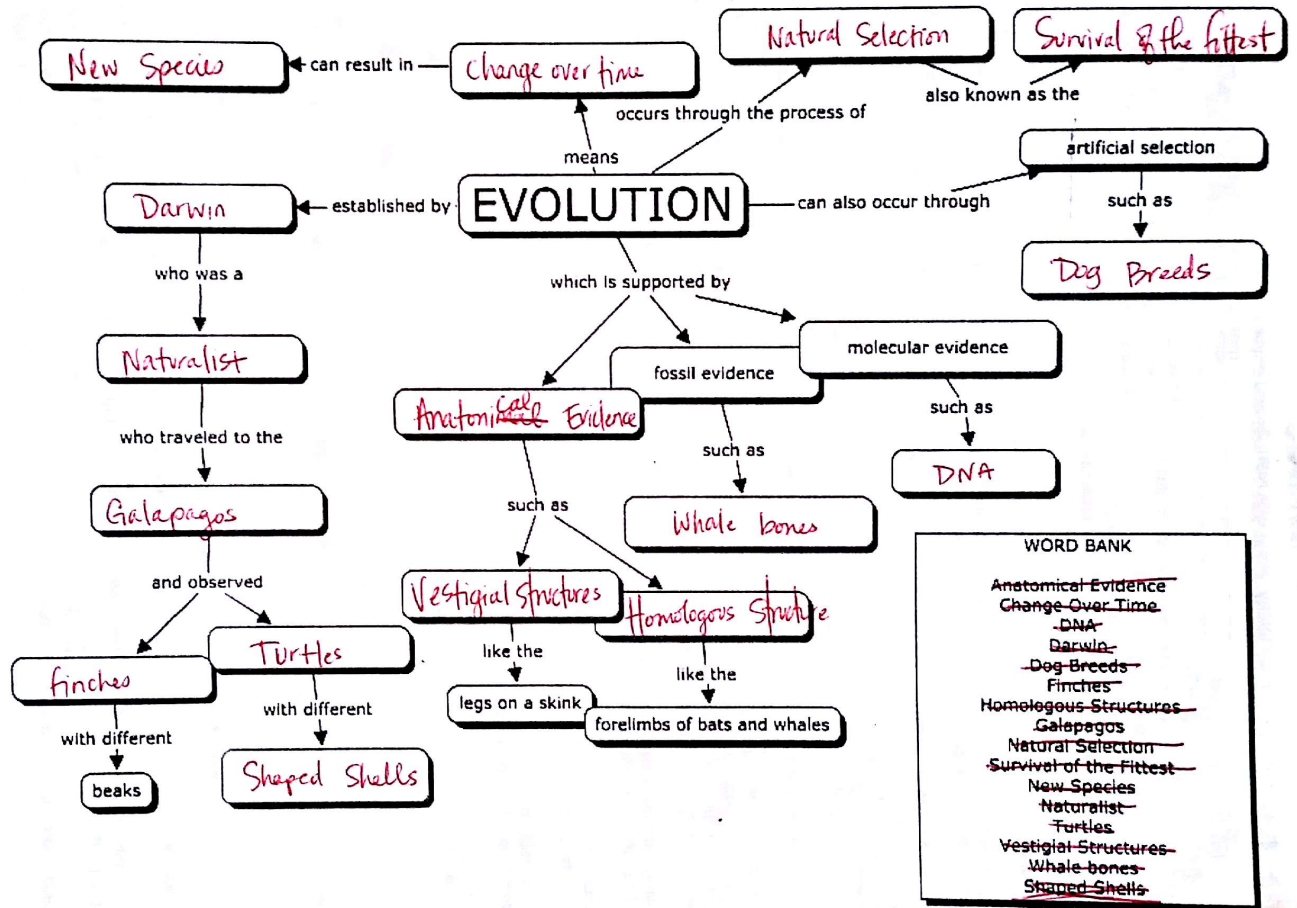 New Species
can result in
Change over time
Natural Selection
Survival of the fittest
occurs through the process of
also known as the
means
artificial selection
Darwin
established by
EVOLUTION
can also occur through
such as
Dog Breeds
who was a
which is supported by
Naturalist
molecular evidence
fossil evidence
Anatomical Evidence
such as
who traveled to the
such as
DNA
Galapagos
such as
Whale bones
and observed
Vestigial Structures
Homologous Structure
finches
Turtles
like the
like the
legs on a skink
forelimbs of bats and whales
with different
with different
beaks
Shaped Shells
WORD BANK
Anatomical Evidence
Change Over Time
DNA
Darwin
Dog Breeds
Finches
Homologous Structures
Galapagos
Natural Selection
Survival of the Fittest
New Species
Naturalist
Turtles
Vestigial Structures
Whale bones
Shaped Shells